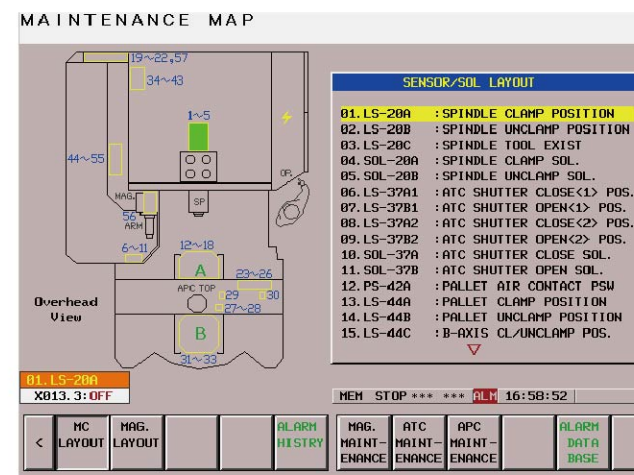 MAINTENANCE MAP
19~22,57
34~43
1~5
44~55
OP.
MAG.
SP
56
ARM
6~11
12~18
A
23~26
APC TOP
29
30
27~28
Overhead
View
B
31~33
SENSOR/SOL LAYOUT
01.LS-20A :SPINDLE CLAMP POSITION
02.LS-20B :SPINDLE UNCLAMP POSITION
03.LS-20C :SPINDLE TOOL EXIST
04.SOL-20A :SPINDLE CLAMP SOL.
05.SOL-20B :SPINDLE UNCLAMP SOL.
06.LS-37A1 :ATC SHUTTER CLOSE<1> POS.
07.LS-37B1 :ATC SHUTTER OPEN<1> POS.
08.LS-37A2 :ATC SHUTTER CLOSE<2> POS.
09.LS-37B2 :ATC SHUTTER OPEN<2> POS.
10.SOL-37A :ATC SHUTTER CLOSE SOL.
11.SOL-37B :ATC SHUTTER OPEN SOL.
12.PS-42A :PALLET AIR CONTACT PSW
13.LS-44A :PALLET CLAMP POSITION
14.LS-44B :PALLET UNCLAMP POSITION
15.LS-44C :B-AXIS CL/UNCLAMP POS.
01.LS-20A
X013.3:OFF
MEM STOP *** *** ALM 16:58:52
<
MC
LAYOUT
MAG.
LAYOUT
ALARM
HISTRY
MAG.
MAINT-
ENANCE
ATC
MAINT-
ENANCE
APC
MAINT-
ENANCE
ALARM
DATA
BASE